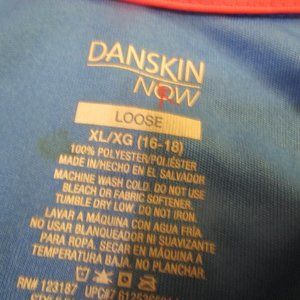 DANSKIN
NOW
LOOSE
XL/XG (16-18)
100% POLYESTER/POLIÉSTER
MADE IN/HECHO EN EL SALVADOR
MACHINE WASH COLD. DO NOT USE
BLEACH OR FABRIC SOFTENER.
TUMBLE DRY LOW. DO NOT IRON.
LAVAR A MÁQUINA CON AGUA FRÍA
NO USAR BLANQUEADOR NI SUAVIZANTE
PARA ROPA. SECAR EN MÁQUINA A
TEMPERATURA BAJA. NO PLANCHAR.
RN# 123187 UPC#